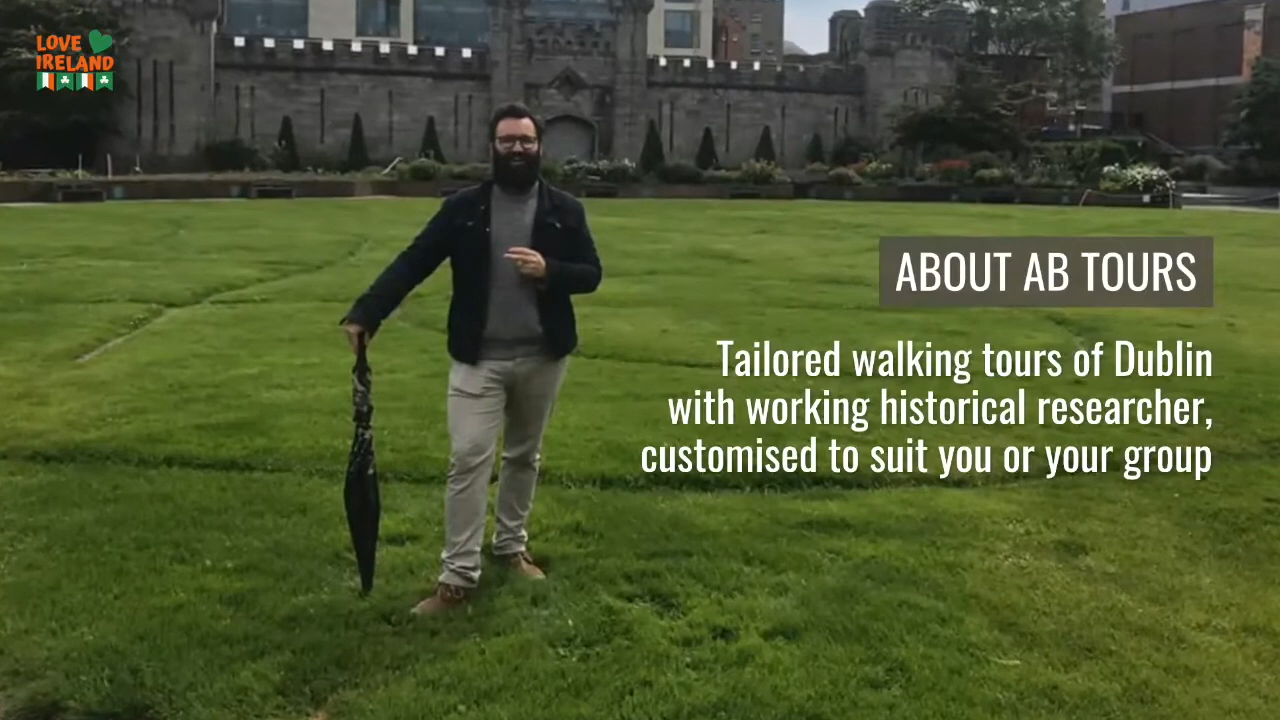 LOVE
IRELAND
ABOUT AB TOURS
Tailored walking tours of Dublin
with working historical researcher,
customised to suit you or your group